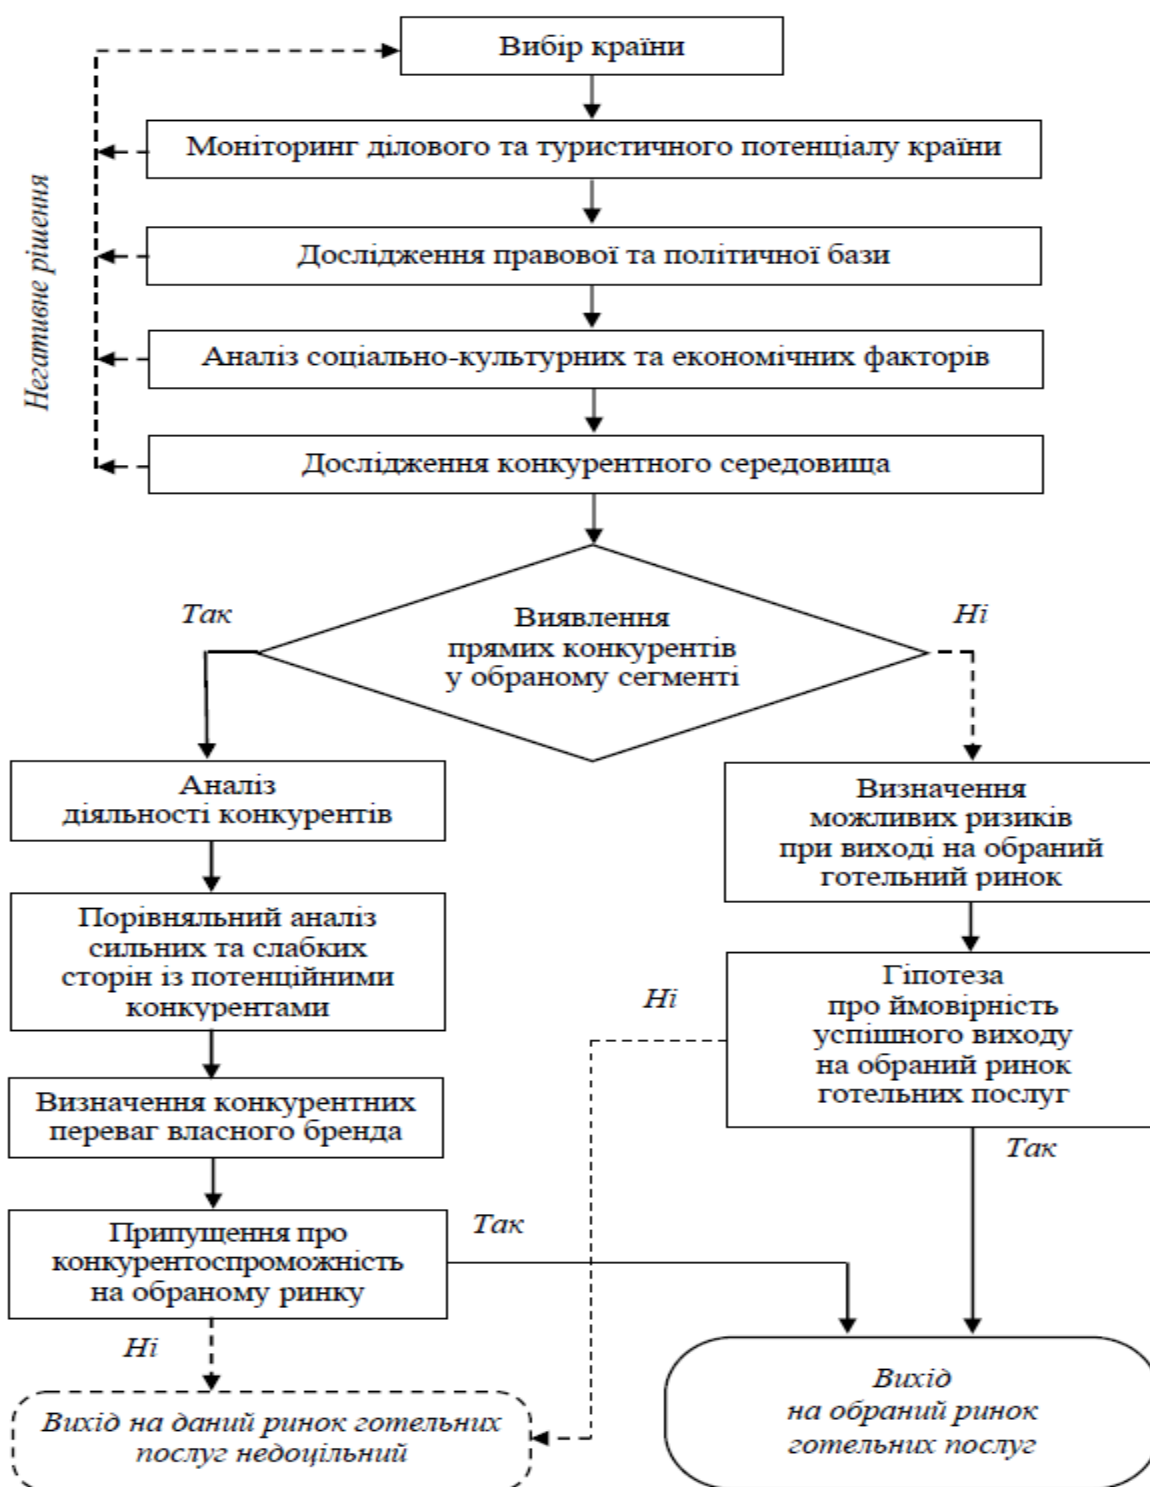 Вибір країни
Моніторинг ділового та туристичного потенціалу країни
Дослідження правової та політичної бази
Аналіз соціально-культурних та економічних факторів
Дослідження конкурентного середовища
Негативне рішення
Виявлення
прямих конкурентів
у обраному сегменті
Так
Ні
Аналіз
діяльності конкурентів
Порівняльний аналіз
сильних та слабких
сторін із потенційними
конкурентами
Визначення конкурентних
переваг власного бренда
Припущення про
конкурентоспроможність
на обраному ринку
Так
Ні
Вихід на даний ринок готельних
послуг недоцільний
Визначення
можливих ризиків
при виході на обраний
готельний ринок
Гіпотеза
про ймовірність
успішного виходу
на обраний ринок
готельних послуг
Ні
Так
Вихід
на обраний ринок
готельних послуг